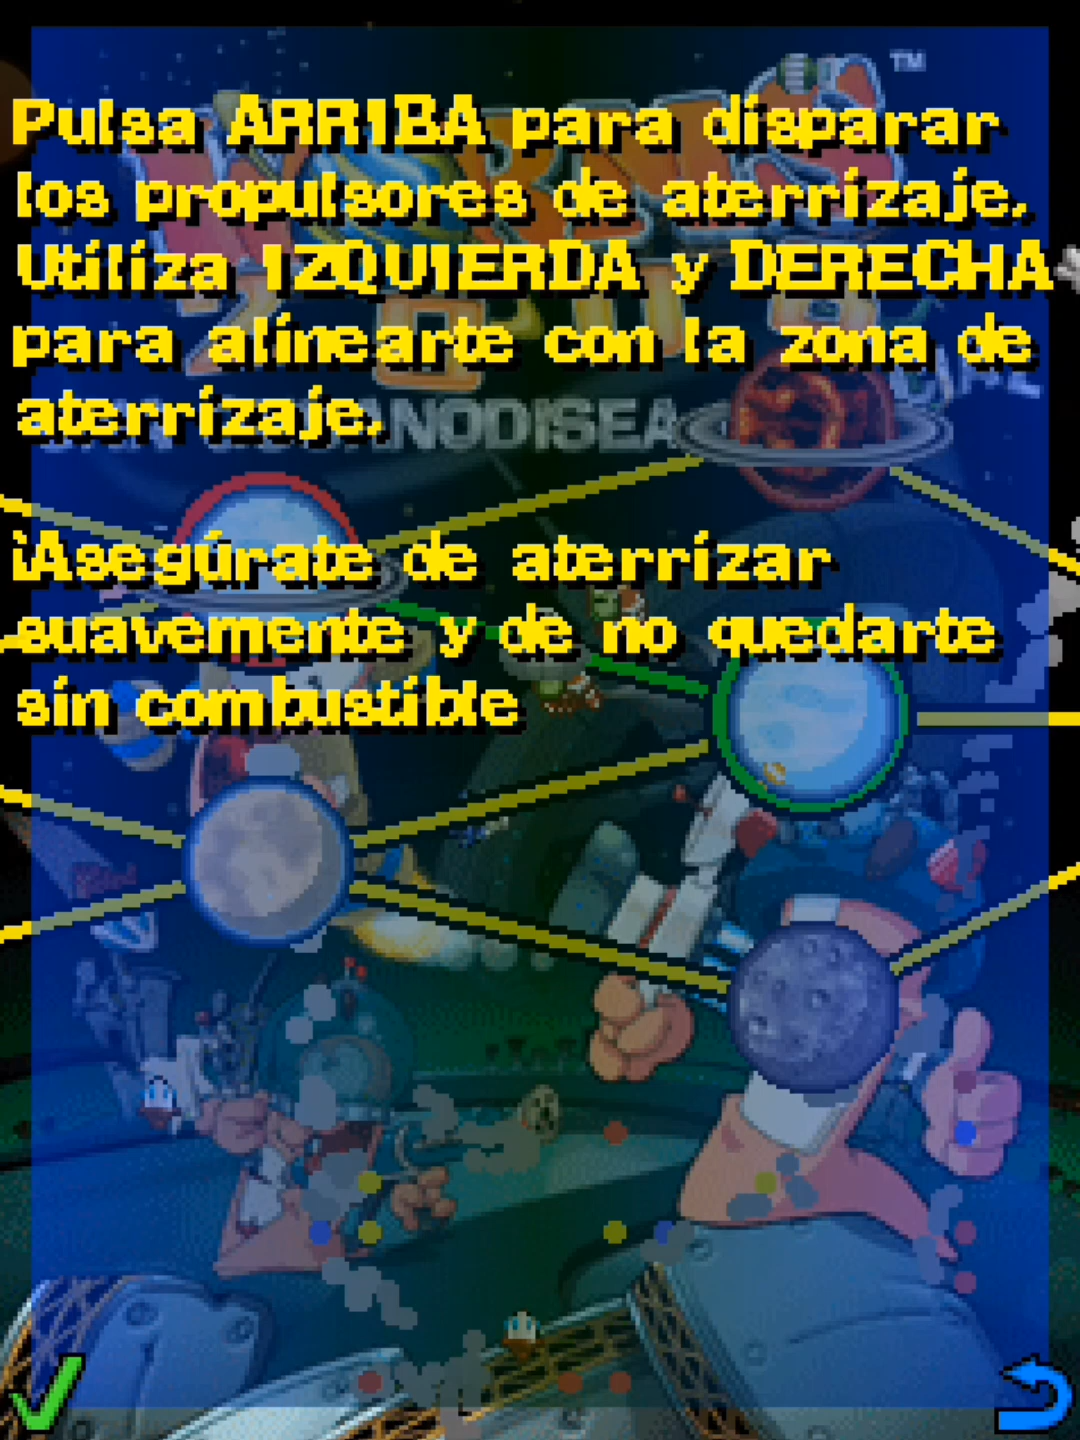 TM
Pulsa ARRIBA para disparar
los propulsores de aterrizaje.
Utiliza IZQUIERDA y DERECHA
para alinearte con la zona de
aterrizaje.
¡Asegúrate de aterrizar
suavemente y de no quedarte
sin combustible